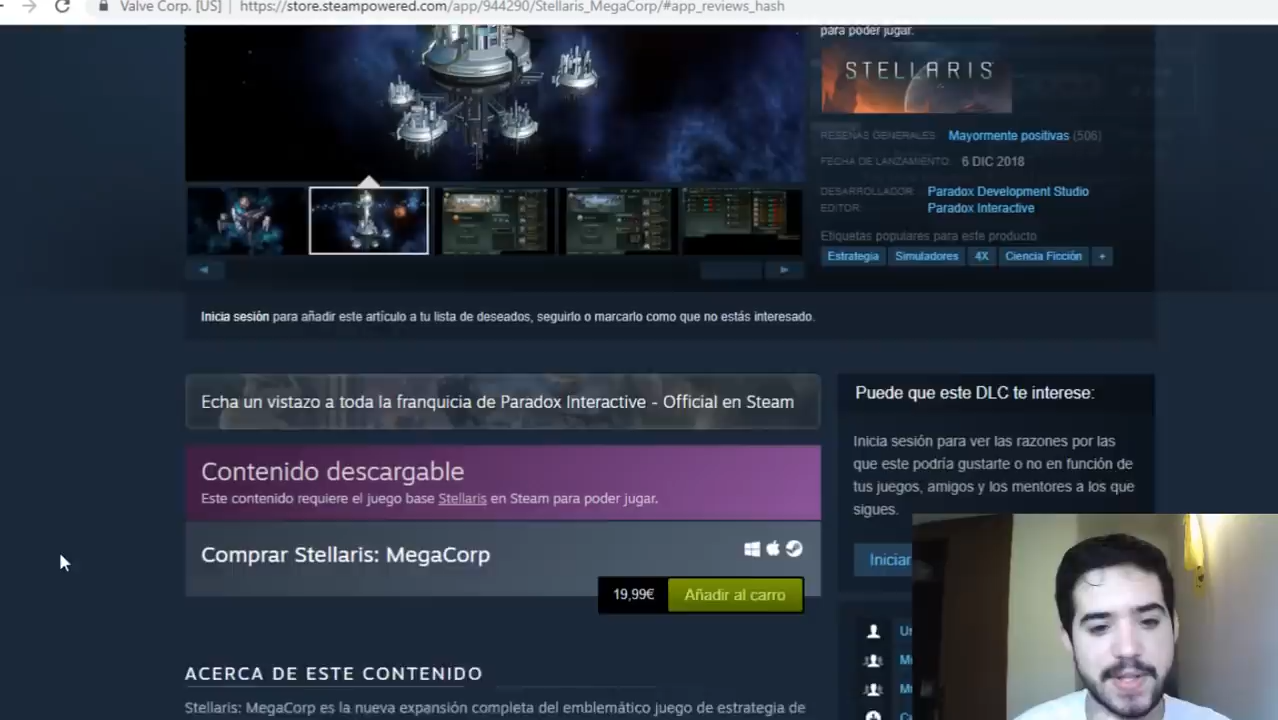 Valve Corp. [US]
https://store.steampowered.com/app/944290/Stellaris_MegaCorp/#app_reviews_hash
para poder jugar.
STELLARIS
RESEÑAS GENERALES: Mayormente positivas (506)
FECHA DE LANZAMIENTO: 6 DIC 2018
DESARROLLADOR: Paradox Development Studio
EDITOR: Paradox Interactive
Etiquetas populares para este producto
Estrategia Simuladores 4X Ciencia Ficción +
Inicia sesión para añadir este artículo a tu lista de deseados, seguirlo o marcarlo como que no estás interesado.
Echa un vistazo a toda la franquicia de Paradox Interactive - Official en Steam
Contenido descargable
Este contenido requiere el juego base Stellaris en Steam para poder jugar.
Comprar Stellaris: MegaCorp
19,99€ Añadir al carro
Puede que este DLC te interese:
Inicia sesión para ver las razones por las
que este podría gustarte o no en función de
tus juegos, amigos y los mentores a los que
sigues.
Iniciar
ACERCA DE ESTE CONTENIDO
Stellaris: MegaCorp es la nueva expansión completa del emblemático juego de estrategia de